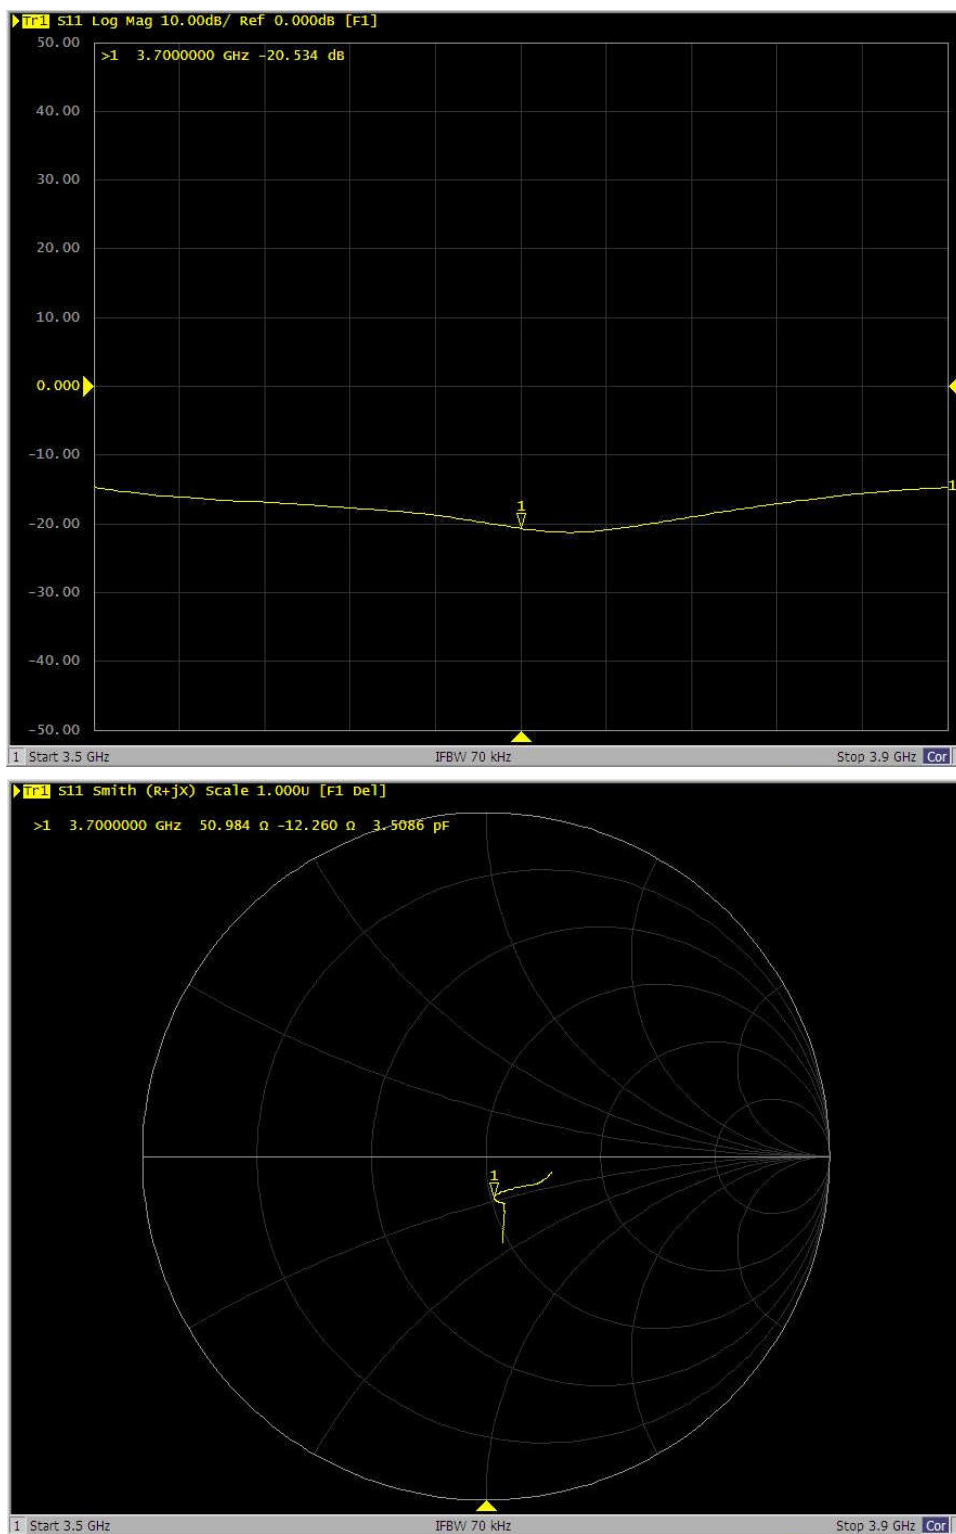 Tr1 S11 Log Mag 10.00dB/ Ref 0.000dB [F1]
50.00
>1 3.7000000 GHz -20.534 dB
40.00
30.00
20.00
10.00
0.000
-10.00
1
1
-20.00
-30.00
-40.00
-50.00
1 Start 3.5 GHz IFBW 70 kHz Stop 3.9 GHz Cor
Tr1 S11 Smith (R+jX) Scale 1.000U [F1 Del]
>1 3.7000000 GHz 50.984 Ω -12.260 Ω 3.5086 pF
1
1 Start 3.5 GHz IFBW 70 kHz Stop 3.9 GHz Cor